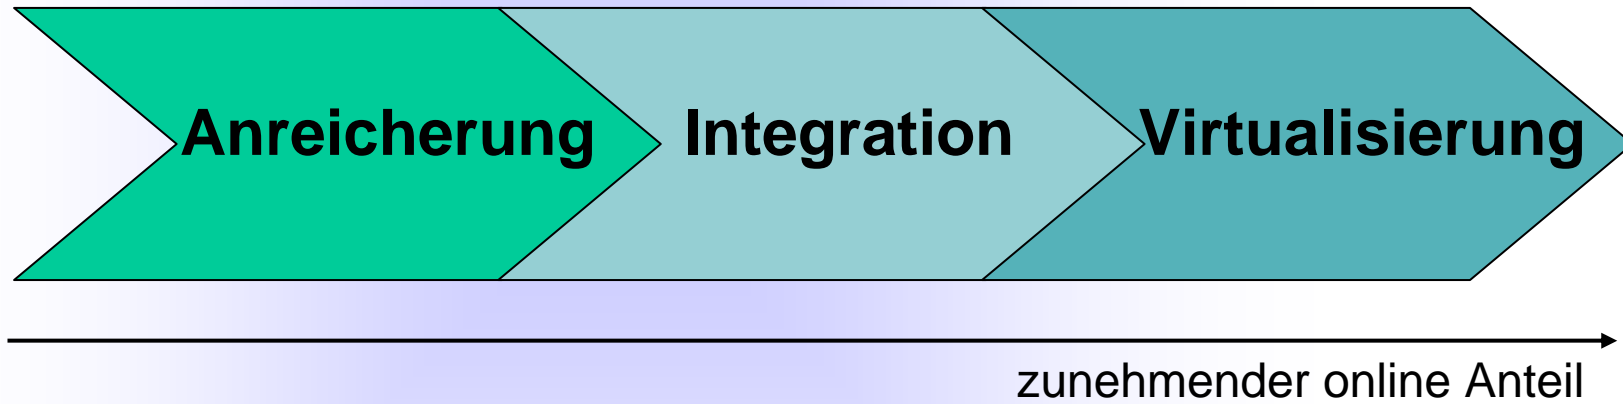 Anreicherung Integration Virtualisierung
zunehmender online Anteil